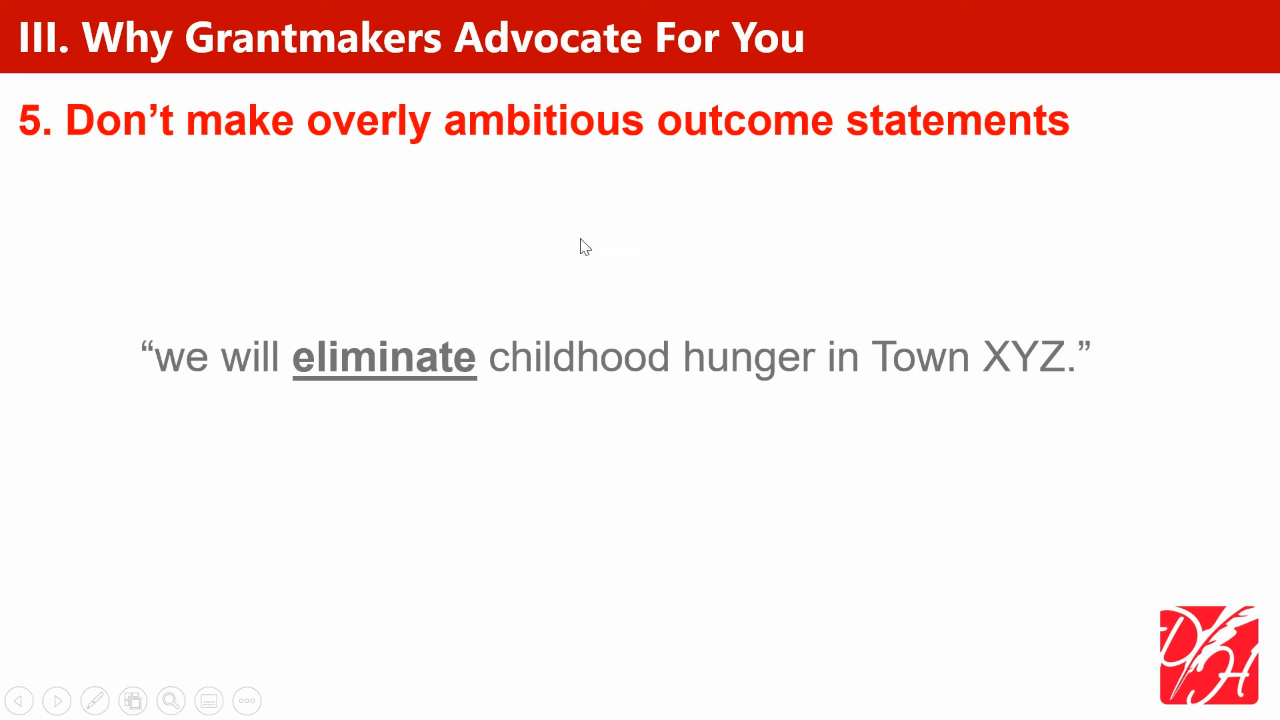 III. Why Grantmakers Advocate For You
5. Don’t make overly ambitious outcome statements
“we will eliminate childhood hunger in Town XYZ.”
DH